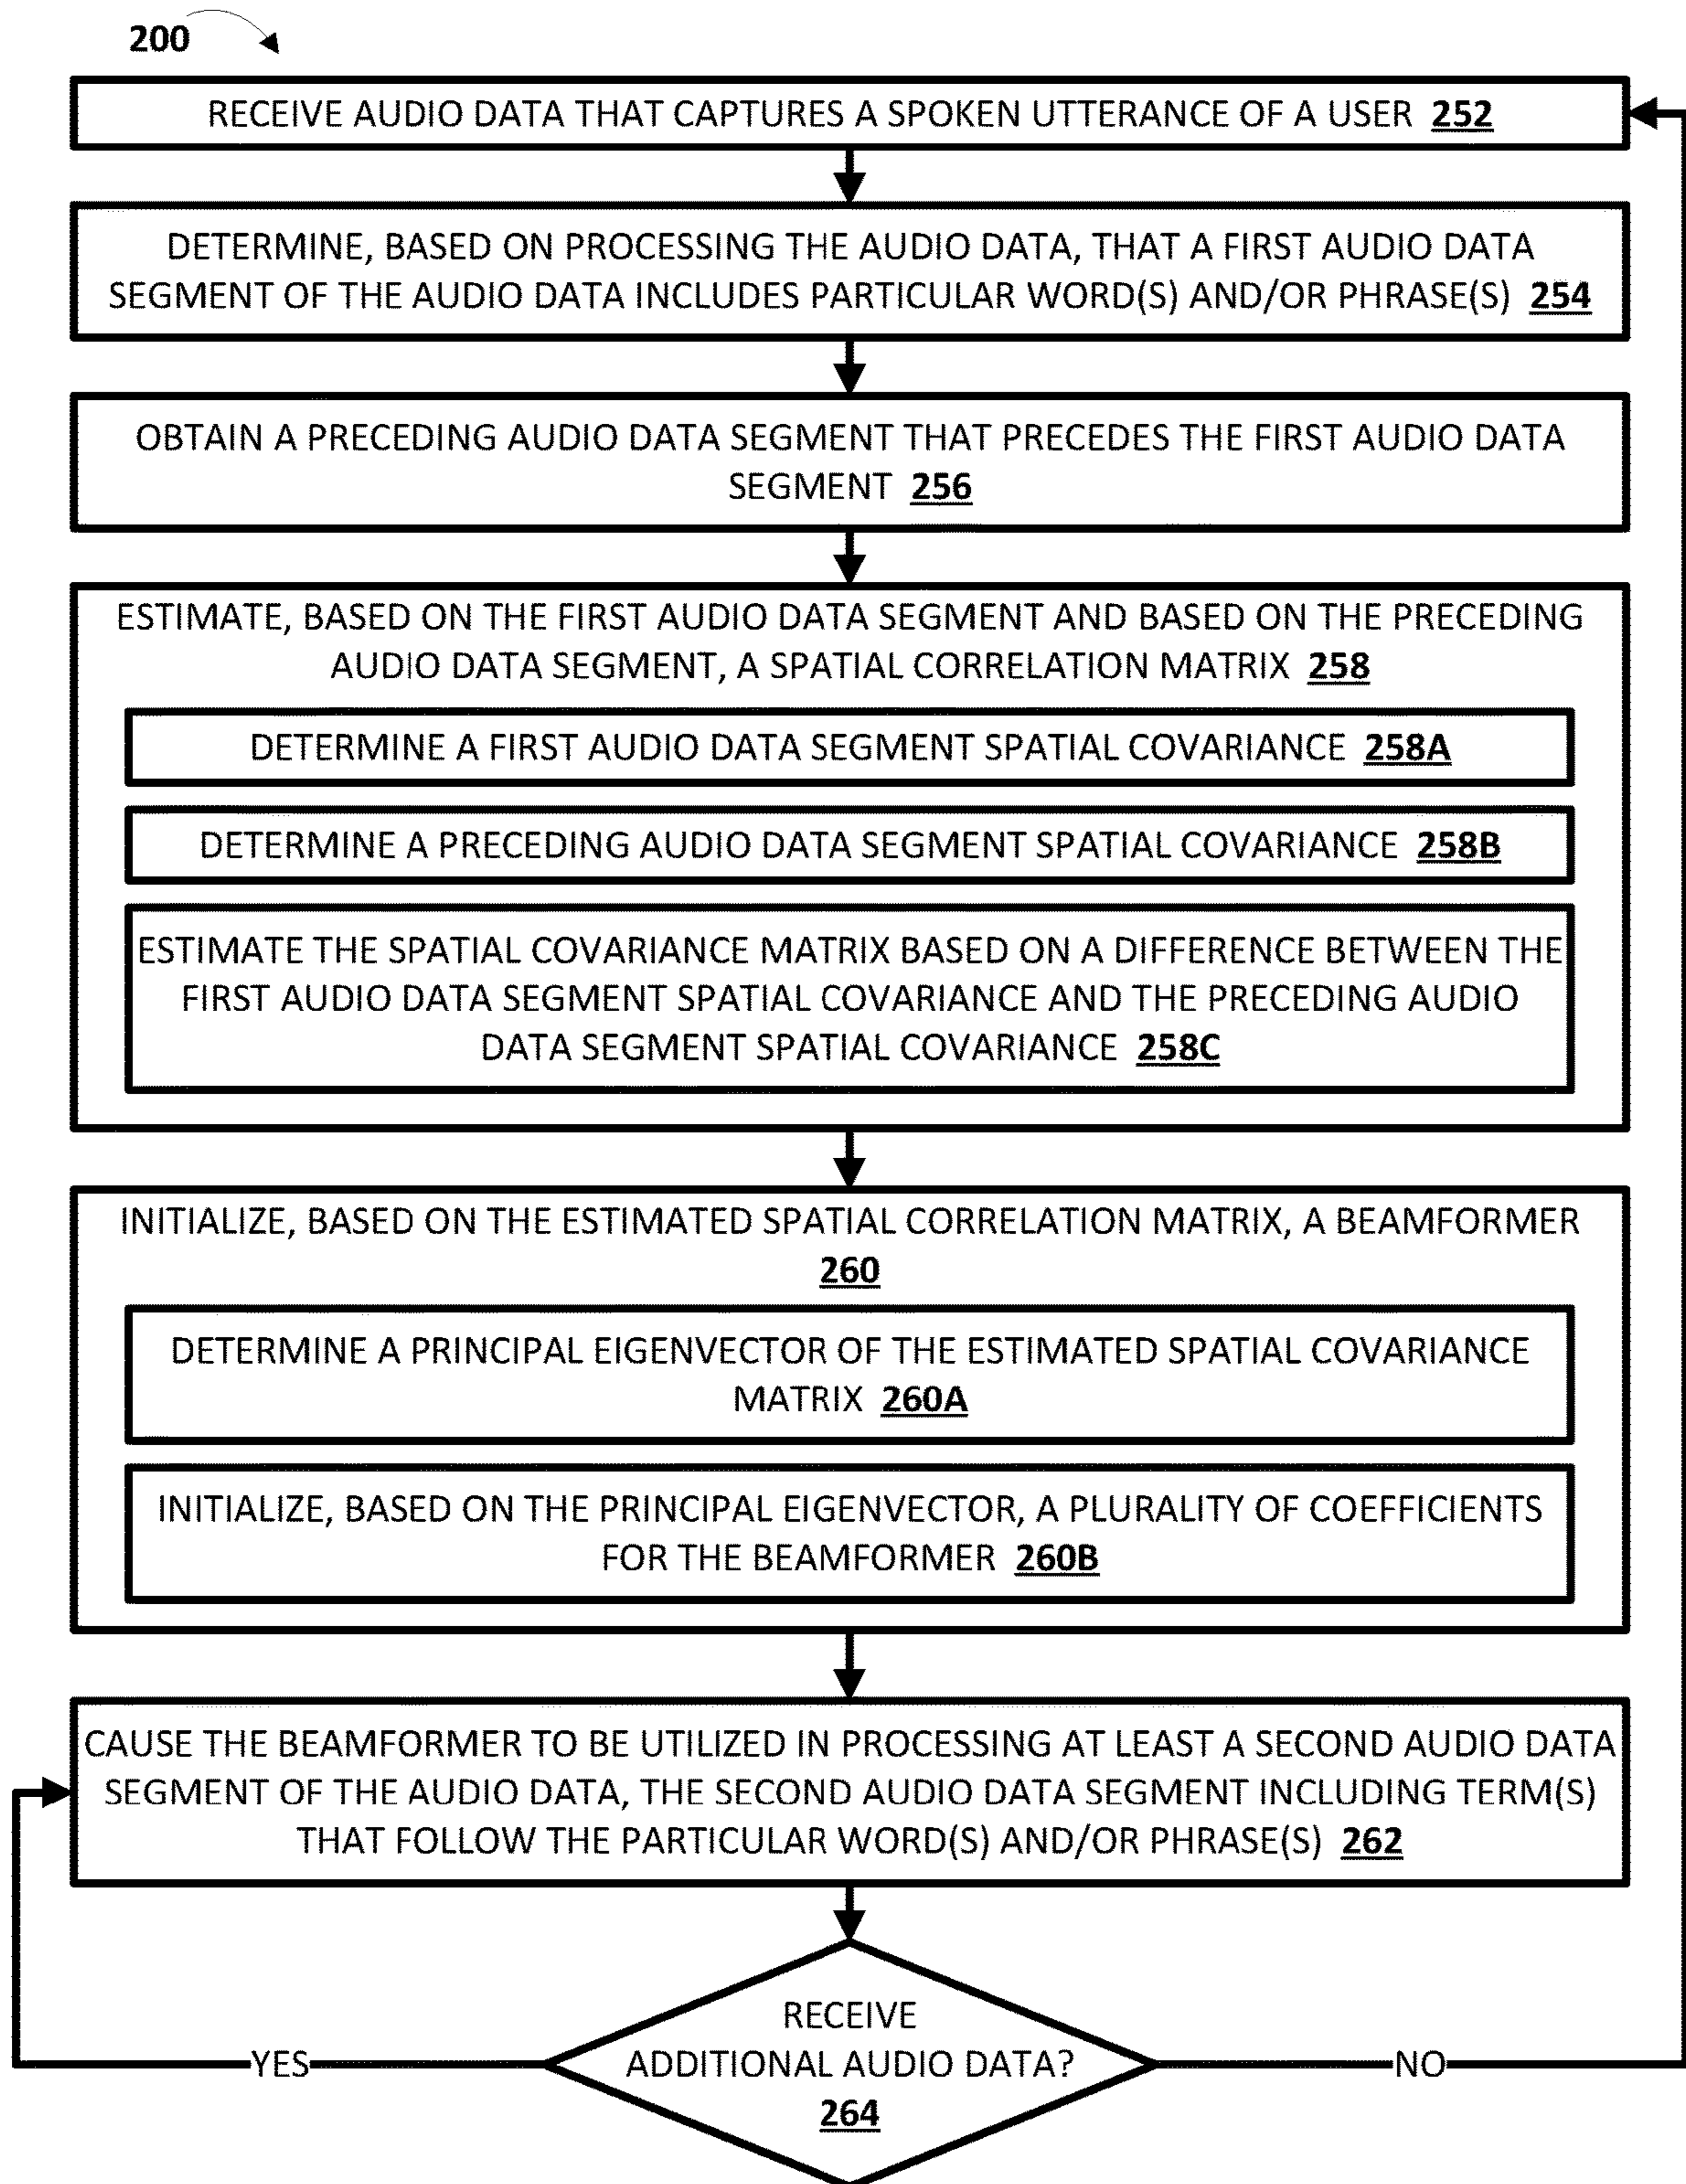 200
RECEIVE AUDIO DATA THAT CAPTURES A SPOKEN UTTERANCE OF A USER 252
DETERMINE, BASED ON PROCESSING THE AUDIO DATA, THAT A FIRST AUDIO DATA
SEGMENT OF THE AUDIO DATA INCLUDES PARTICULAR WORD(S) AND/OR PHRASE(S) 254
OBTAIN A PRECEDING AUDIO DATA SEGMENT THAT PRECEDES THE FIRST AUDIO DATA
SEGMENT 256
ESTIMATE, BASED ON THE FIRST AUDIO DATA SEGMENT AND BASED ON THE PRECEDING
AUDIO DATA SEGMENT, A SPATIAL CORRELATION MATRIX 258
DETERMINE A FIRST AUDIO DATA SEGMENT SPATIAL COVARIANCE 258A
DETERMINE A PRECEDING AUDIO DATA SEGMENT SPATIAL COVARIANCE 258B
ESTIMATE THE SPATIAL COVARIANCE MATRIX BASED ON A DIFFERENCE BETWEEN THE
FIRST AUDIO DATA SEGMENT SPATIAL COVARIANCE AND THE PRECEDING AUDIO
DATA SEGMENT SPATIAL COVARIANCE 258C
INITIALIZE, BASED ON THE ESTIMATED SPATIAL CORRELATION MATRIX, A BEAMFORMER
260
DETERMINE A PRINCIPAL EIGENVECTOR OF THE ESTIMATED SPATIAL COVARIANCE
MATRIX 260A
INITIALIZE, BASED ON THE PRINCIPAL EIGENVECTOR, A PLURALITY OF COEFFICIENTS
FOR THE BEAMFORMER 260B
CAUSE THE BEAMFORMER TO BE UTILIZED IN PROCESSING AT LEAST A SECOND AUDIO DATA
SEGMENT OF THE AUDIO DATA, THE SECOND AUDIO DATA SEGMENT INCLUDING TERM(S)
THAT FOLLOW THE PARTICULAR WORD(S) AND/OR PHRASE(S) 262
RECEIVE
YES ADDITIONAL AUDIO DATA? NO
264